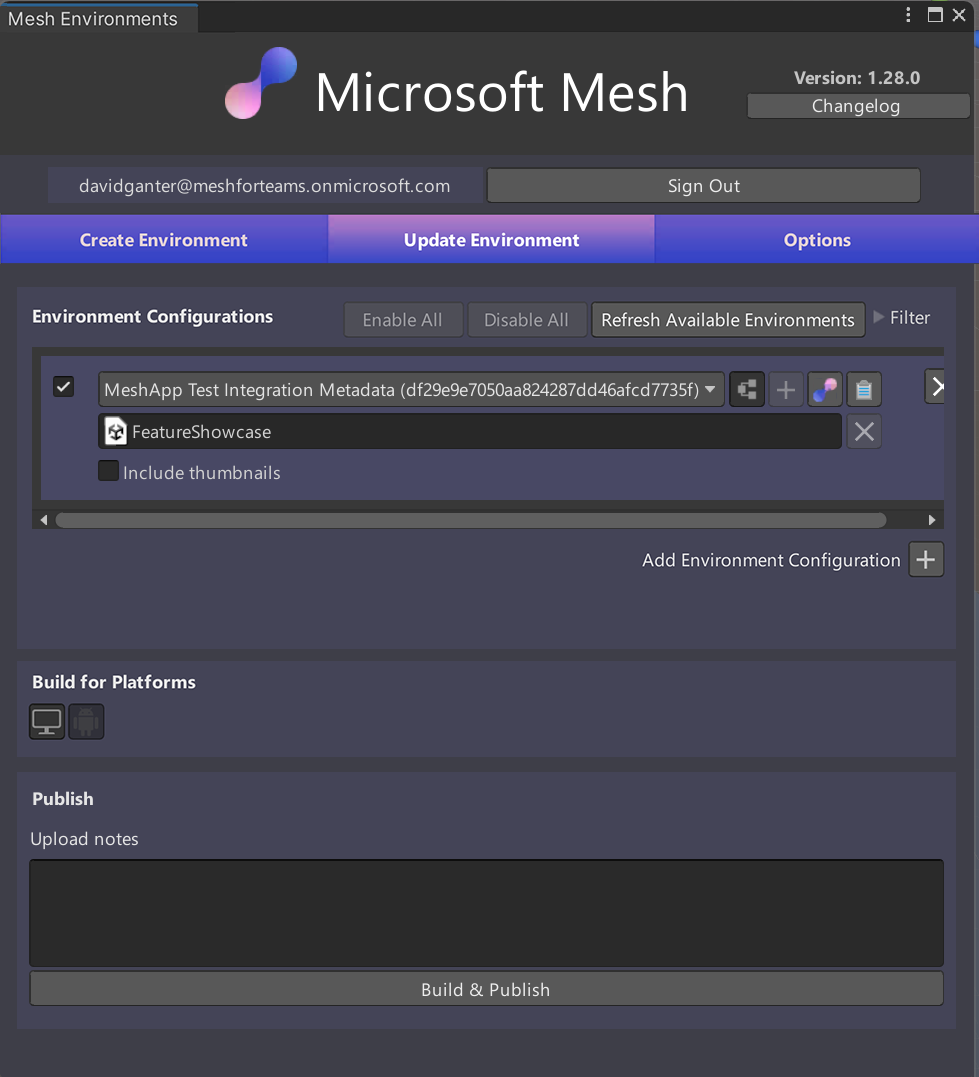 Mesh Environments
Microsoft Mesh
Version: 1.28.0
Changelog
davidganter@meshforteams.onmicrosoft.com
Sign Out
Create Environment
Update Environment
Options
Environment Configurations
Enable All
Disable All
Refresh Available Environments
Filter
MeshApp Test Integration Metadata (df29e9e7050aa824287dd46afcd7735f)
FeatureShowcase
Include thumbnails
Add Environment Configuration
Build for Platforms
Publish
Upload notes
Build & Publish